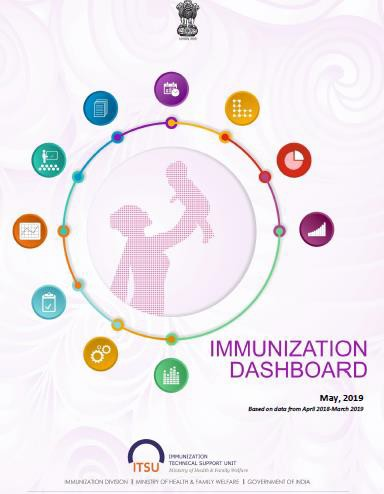 IMMUNIZATION
DASHBOARD
May, 2019
Based on data from April 2018-March 2019
ITSU
IMMUNIZATION
TECHNICAL SUPPORT UNIT
Ministry of Health & Family Welfare
IMMUNIZATION DIVISION | MINISTRY OF HEALTH & FAMILY WELFARE | GOVERNMENT OF INDIA